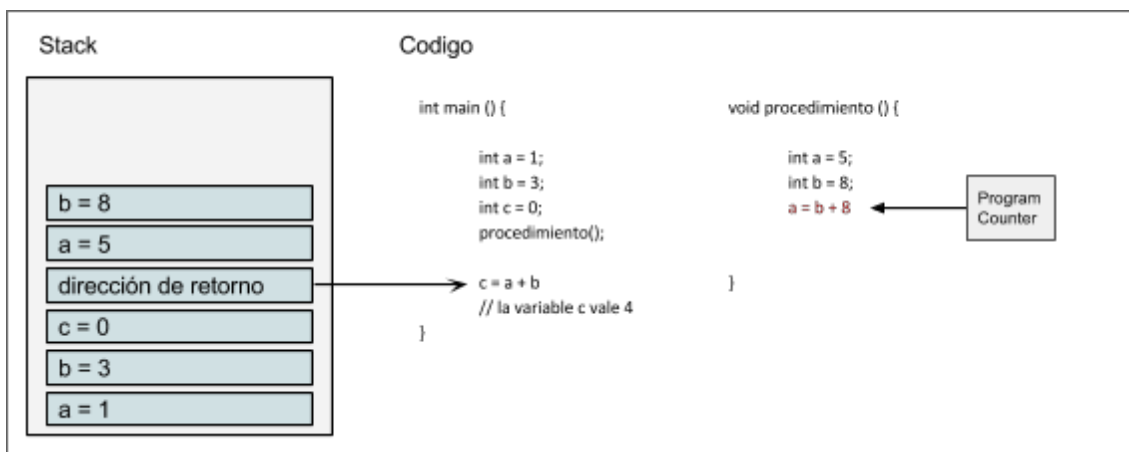 Stack
b = 8
a = 5
dirección de retorno
c = 0
b = 3
a = 1
Codigo
int main () {
int a = 1;
int b = 3;
int c = 0;
procedimiento();
c = a + b
// la variable c vale 4
}
void procedimiento () {
int a = 5;
int b = 8;
a = b + 8
}
Program
Counter